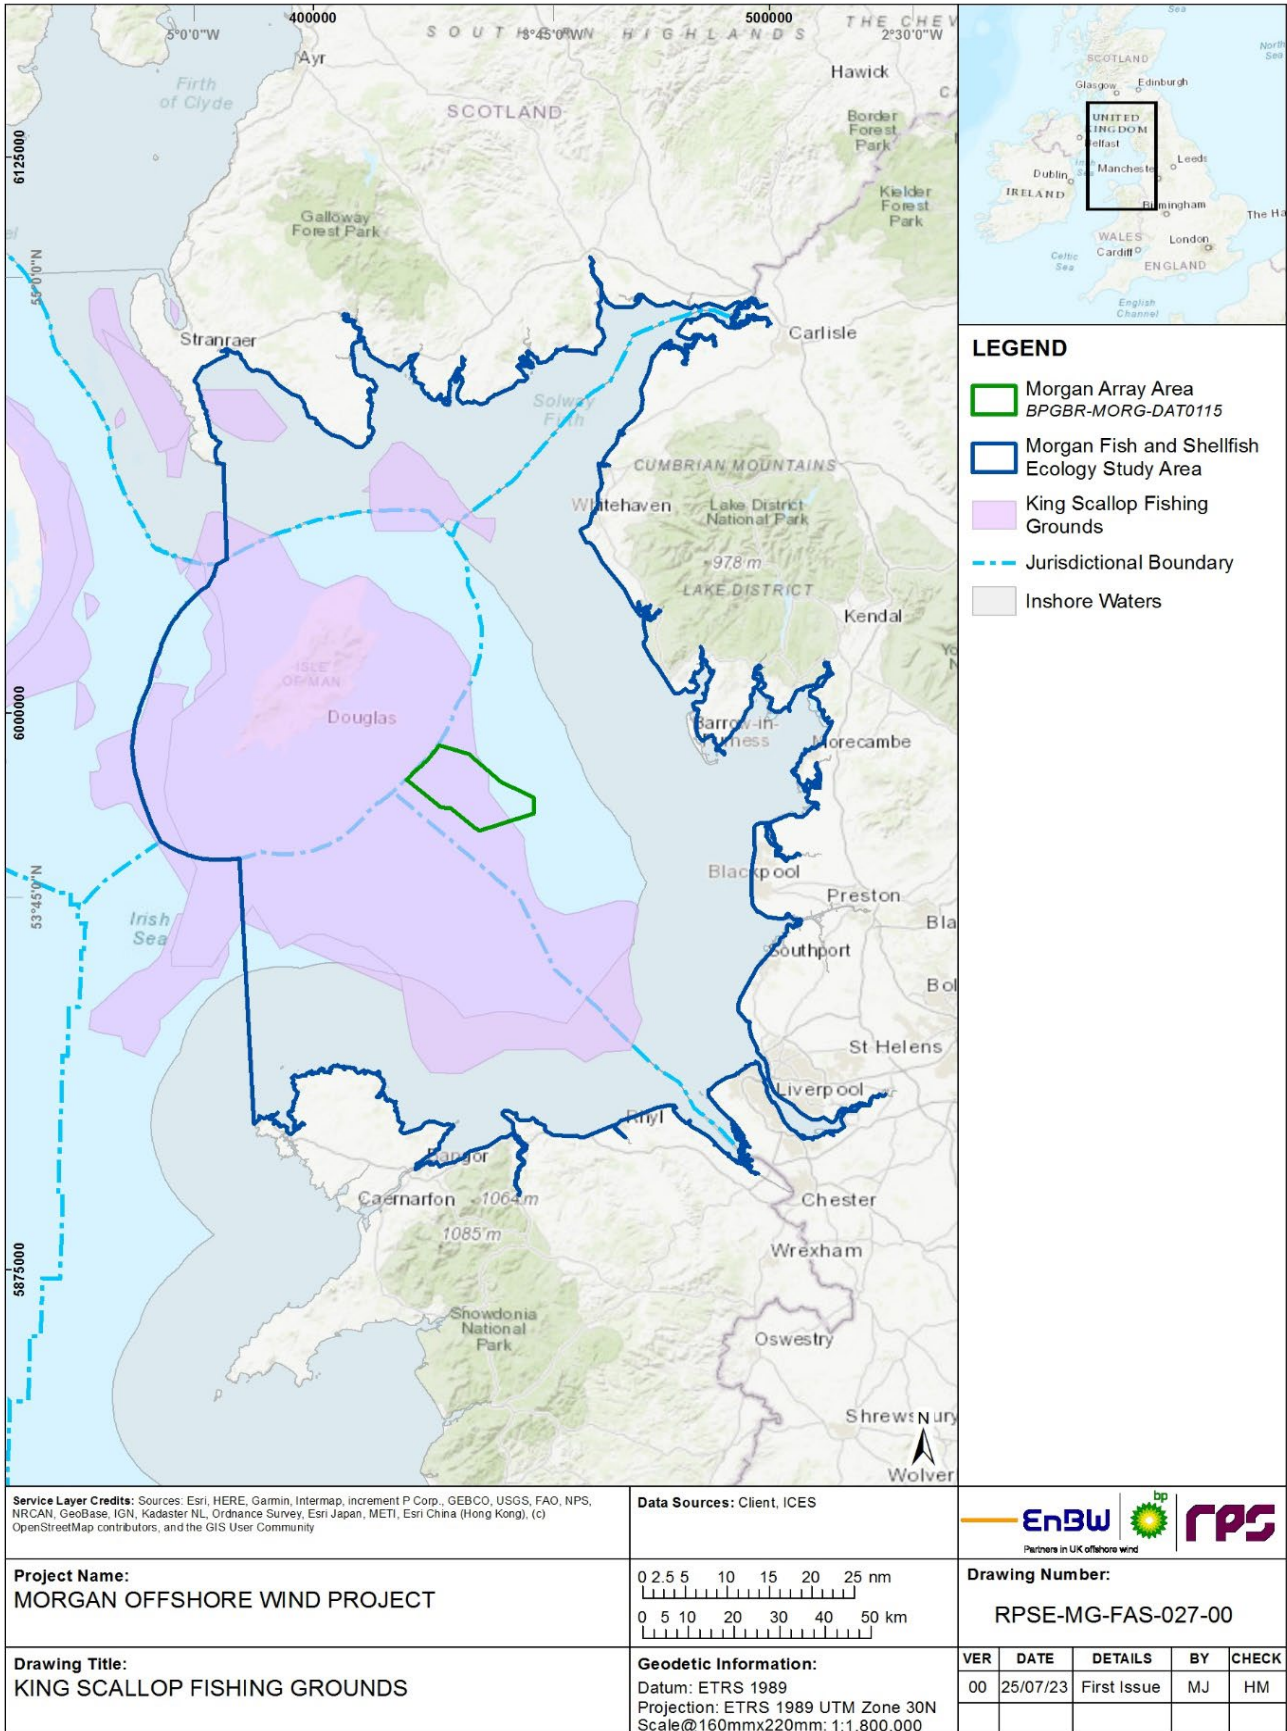 400000
500000
5°0'0"W
3°45'0"W
2°30'0"W
SOUTHERN HIGHLANDS
THE CHEV
Ayr
Hawick
Firth
of Clyde
SCOTLAND
Border
Forest
Park
6125000
Kielder
Forest
Park
Galloway
Forest Park
55°0'0"N
Stranraer
Carlisle
Solway
Firth
CUMBRIAN MOUNTAINS
Whitehaven
Lake District
National Park
978 m
LAKE DISTRICT
Kendal
ISLE
OF MAN
6000000
Douglas
Barrow-in-
Furness
Morecambe
Blackpool
53°45'0"N
Preston
Irish
Sea
Bla
Southport
Bol
St Helens
Liverpool
Rhyl
Bangor
Caernarfon
1064 m
Chester
1085 m
Wrexham
5875000
Snowdonia
National
Park
Oswestry
Shrewsbury
N
Wolver
Sea
North
Sea
SCOTLAND
Glasgow
Edinburgh
UNITED
KINGDOM
Belfast
Leeds
Dublin
Manchester
IRELAND
Birmingham
The Ha
WALES
London
Cardiff
Celtic
Sea
ENGLAND
English
Channel
LEGEND
Morgan Array Area
BPGBR-MORG-DAT0115
Morgan Fish and Shellfish
Ecology Study Area
King Scallop Fishing
Grounds
Jurisdictional Boundary
Inshore Waters
Service Layer Credits: Sources: Esri, HERE, Garmin, Intermap, increment P Corp., GEBCO, USGS, FAO, NPS,
NRCAN, GeoBase, IGN, Kadaster NL, Ordnance Survey, Esri Japan, METI, Esri China (Hong Kong), (c)
OpenStreetMap contributors, and the GIS User Community
Data Sources: Client, ICES
EnBW bp rps
Partners in UK offshore wind
Project Name:
MORGAN OFFSHORE WIND PROJECT
0 2.5 5 10 15 20 25 nm
0 5 10 20 30 40 50 km
Drawing Number:
RPSE-MG-FAS-027-00
Drawing Title:
KING SCALLOP FISHING GROUNDS
Geodetic Information:
Datum: ETRS 1989
Projection: ETRS 1989 UTM Zone 30N
Scale@160mmx220mm: 1:1,800,000
VER DATE DETAILS BY CHECK
00 25/07/23 First Issue MJ HM